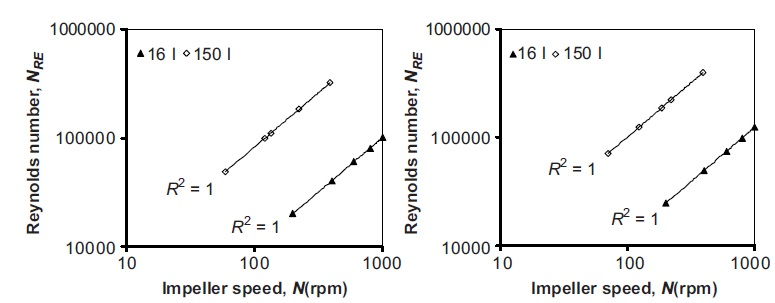 1000000
▲ 16 l ◇ 150 l
Reynolds number, NRE
100000
R² = 1
R² = 1
10000
10
100
1000
Impeller speed, N(rpm)
1000000
▲16 l ◇ 150 l
Reynolds number, NRE
100000
R² = 1
R² = 1
10000
10
100
1000
Impeller speed, N(rpm)